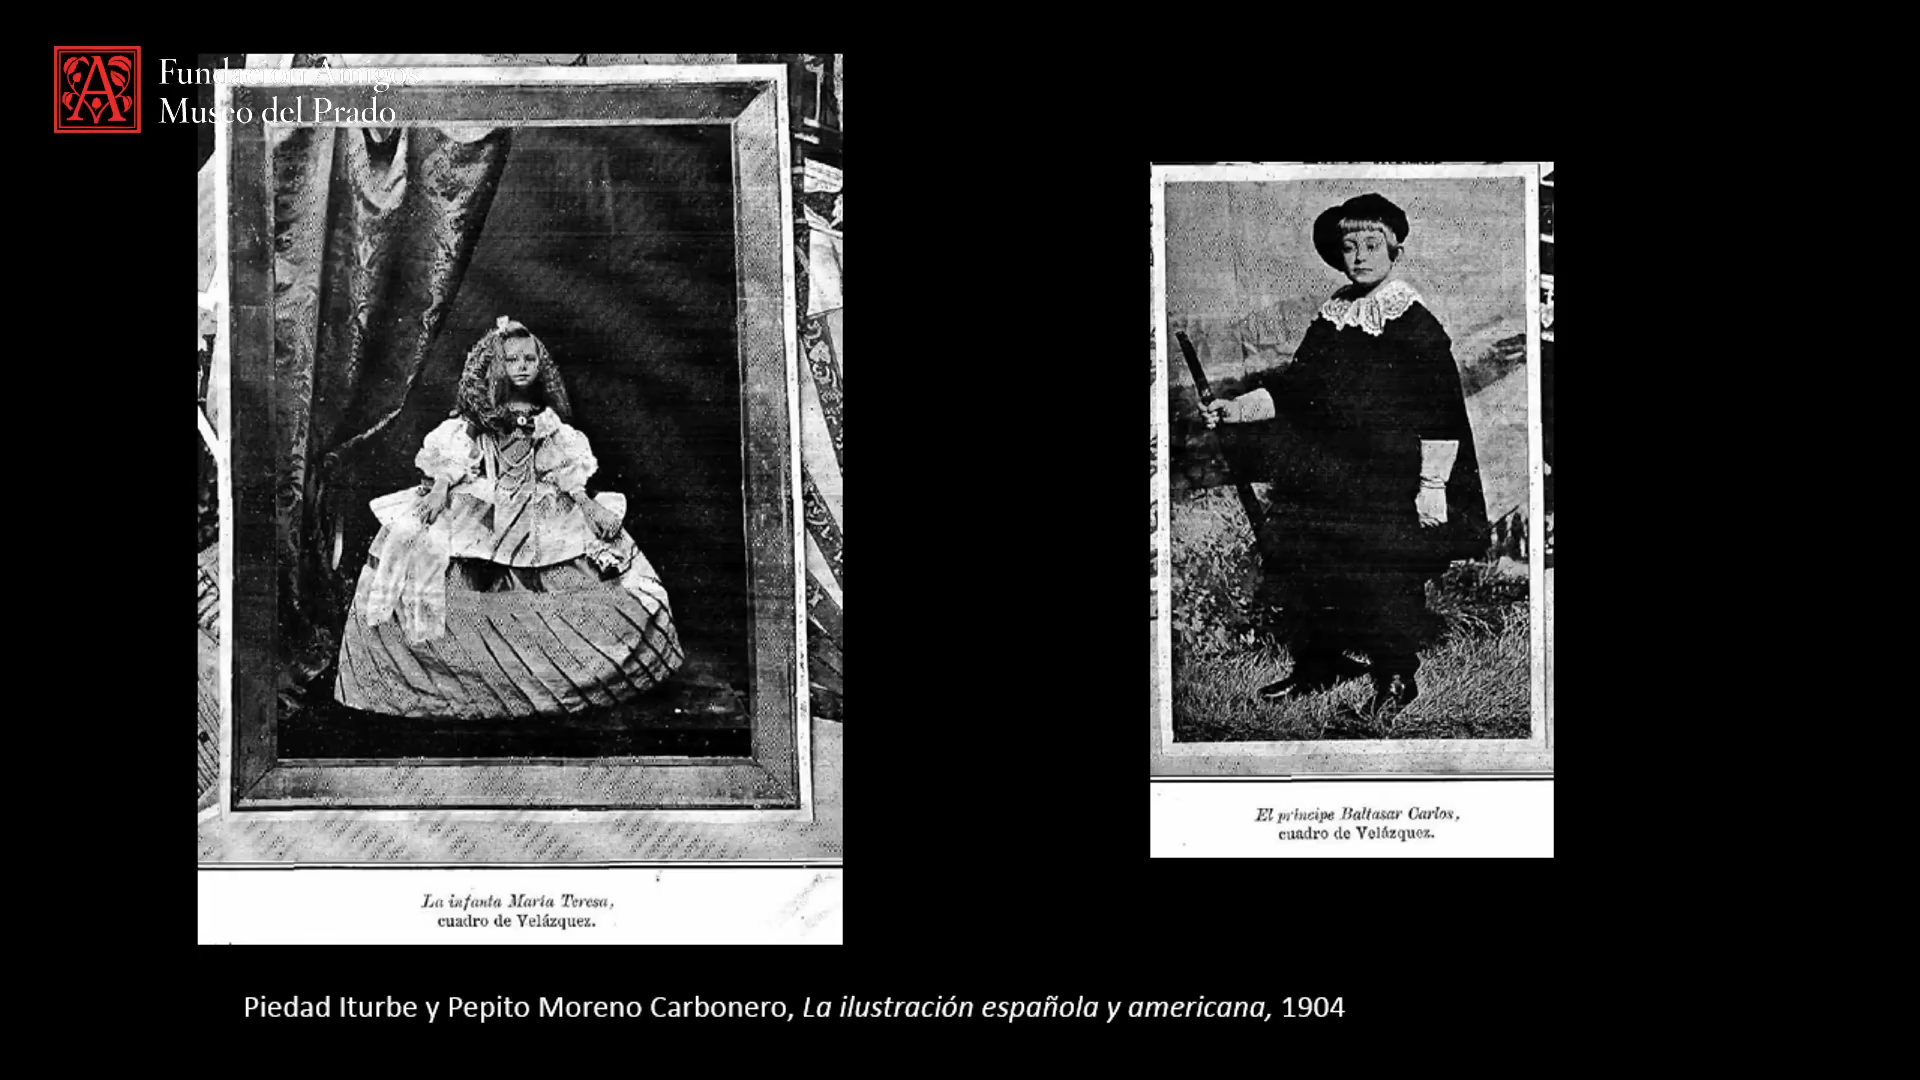 Fundación Amigos
Museo del Prado
La infanta María Teresa,
cuadro de Velázquez.
El príncipe Baltasar Carlos,
cuadro de Velázquez.
Piedad Iturbe y Pepito Moreno Carbonero, La ilustración española y americana, 1904